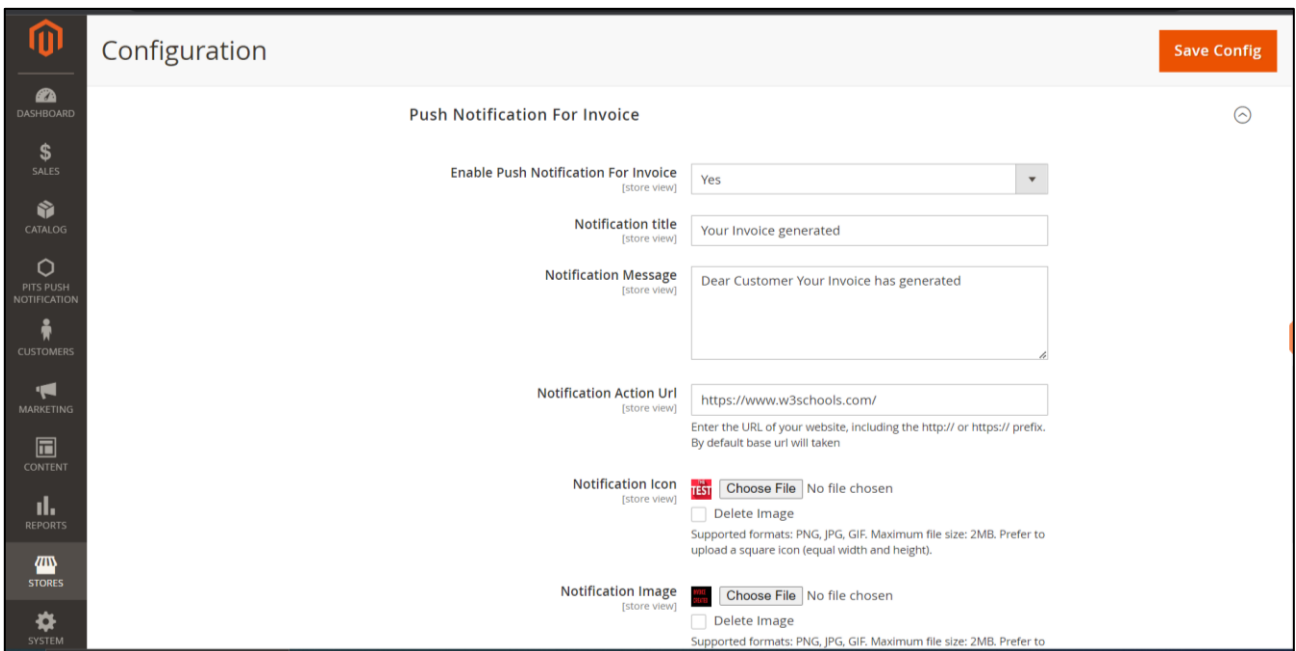 Configuration
Save Config
DASHBOARD
SALES
CATALOG
PITS PUSH
NOTIFICATION
CUSTOMERS
MARKETING
CONTENT
REPORTS
STORES
SYSTEM
Push Notification For Invoice
Enable Push Notification For Invoice
[store view]
Yes
Notification title
[store view]
Your Invoice generated
Notification Message
[store view]
Dear Customer Your Invoice has generated
Notification Action Url
[store view]
https://www.w3schools.com/
Enter the URL of your website, including the http:// or https:// prefix.
By default base url will taken
Notification Icon
[store view]
TEST
Choose File No file chosen
Delete Image
Supported formats: PNG, JPG, GIF. Maximum file size: 2MB. Prefer to
upload a square icon (equal width and height).
Notification Image
[store view]
Choose File No file chosen
Delete Image
Supported formats: PNG, JPG, GIF. Maximum file size: 2MB. Prefer to